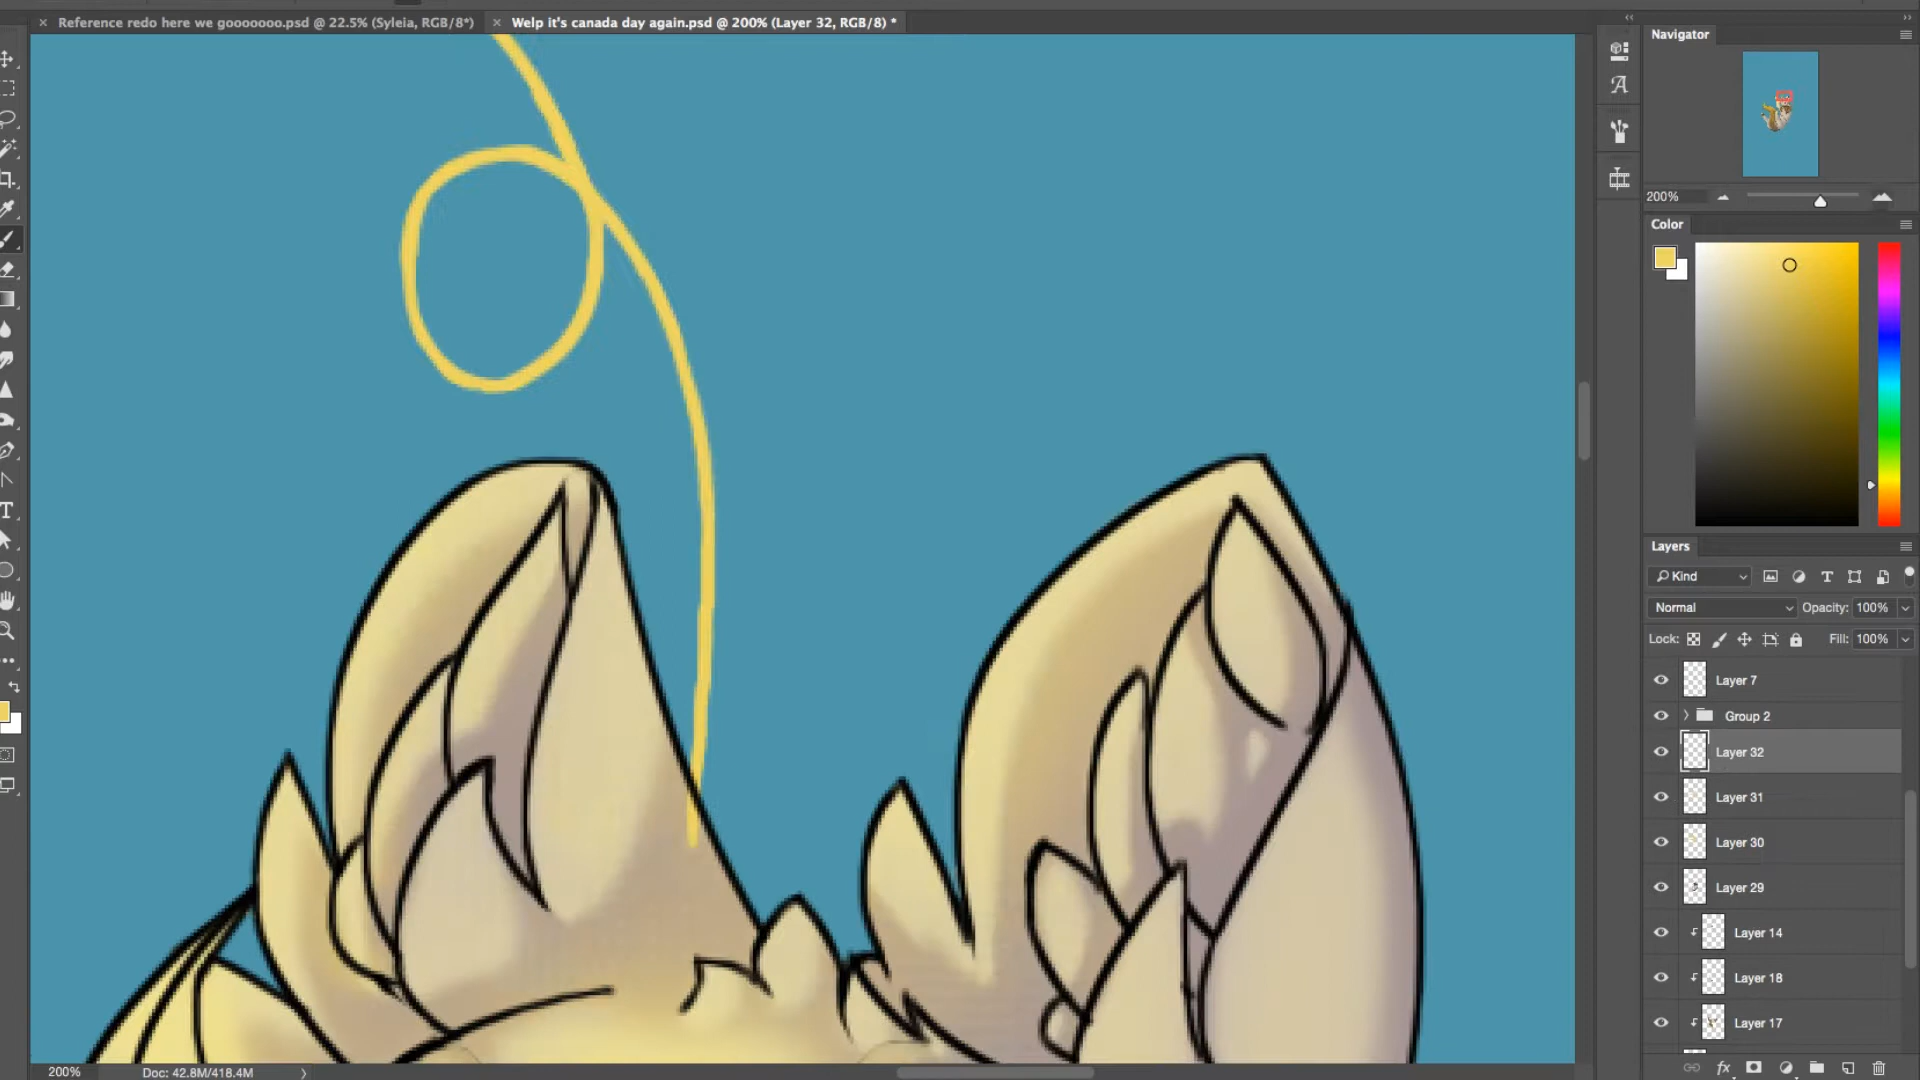 Reference redo here we gooooooo.psd @ 22.5% (Syleia, RGB/8*)
Welp it's canada day again.psd @ 200% (Layer 32, RGB/8) *
Navigator
200%
Color
Layers
Kind
Normal
Opacity: 100%
Lock:
Fill: 100%
Layer 7
Group 2
Layer 32
Layer 31
Layer 30
Layer 29
Layer 14
Layer 18
Layer 17
fx
200%
Doc: 42.8M/418.4M